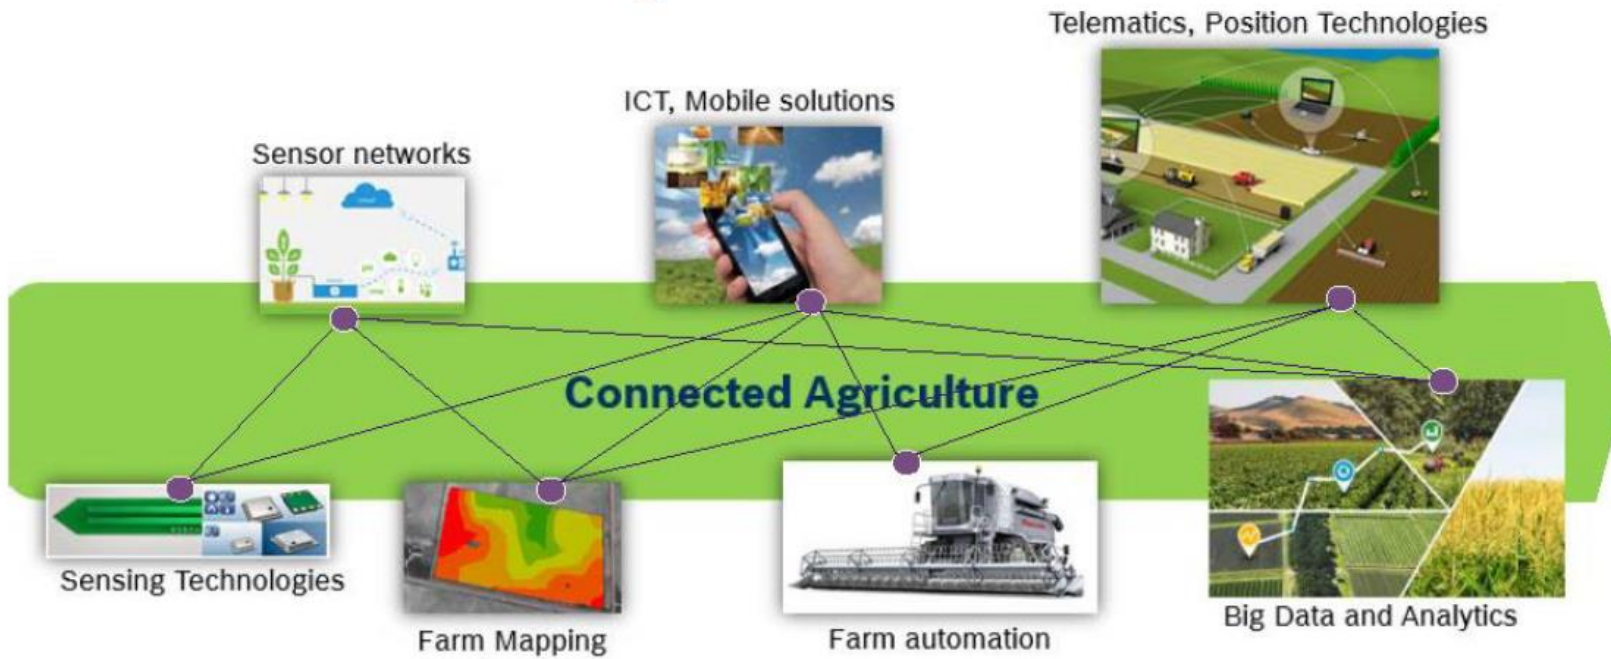 Telematics, Position Technologies
ICT, Mobile solutions
Sensor networks
Connected Agriculture
Sensing Technologies
Farm Mapping
Farm automation
Big Data and Analytics